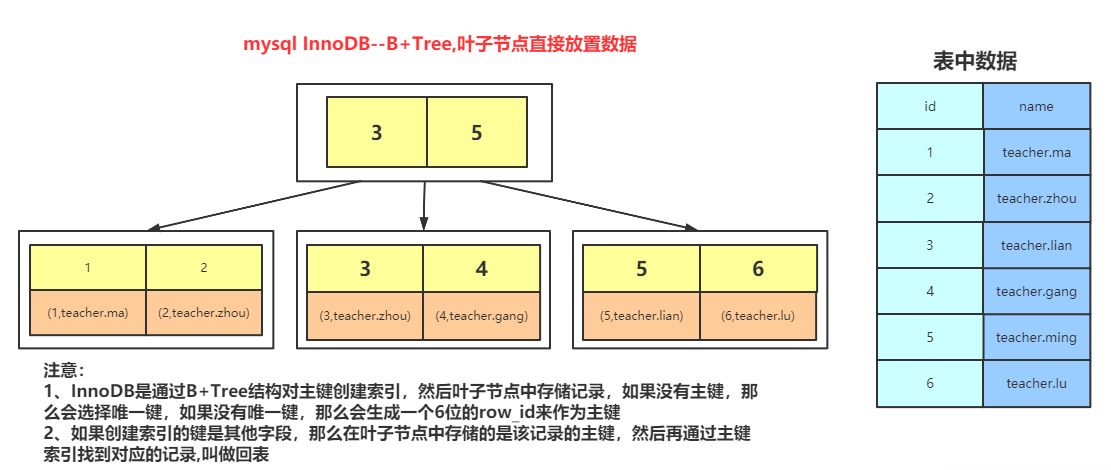 mysql InnoDB--B+Tree,叶子节点直接放置数据
表中数据
3 5
id name
1 teacher.ma
2 teacher.zhou
3 teacher.lian
4 teacher.gang
5 teacher.ming
6 teacher.lu
1 2
(1,teacher.ma) (2,teacher.zhou)
3 4
(3,teacher.zhou) (4,teacher.gang)
5 6
(5,teacher.lian) (6,teacher.lu)
注意：
1、InnoDB是通过B+Tree结构对主键创建索引，然后叶子节点中存储记录，如果没有主键，那
么会选择唯一键，如果没有唯一键，那么会生成一个6位的row_id来作为主键
2、如果创建索引的键是其他字段，那么在叶子节点中存储的是该记录的主键，然后再通过主键
索引找到对应的记录,叫做回表